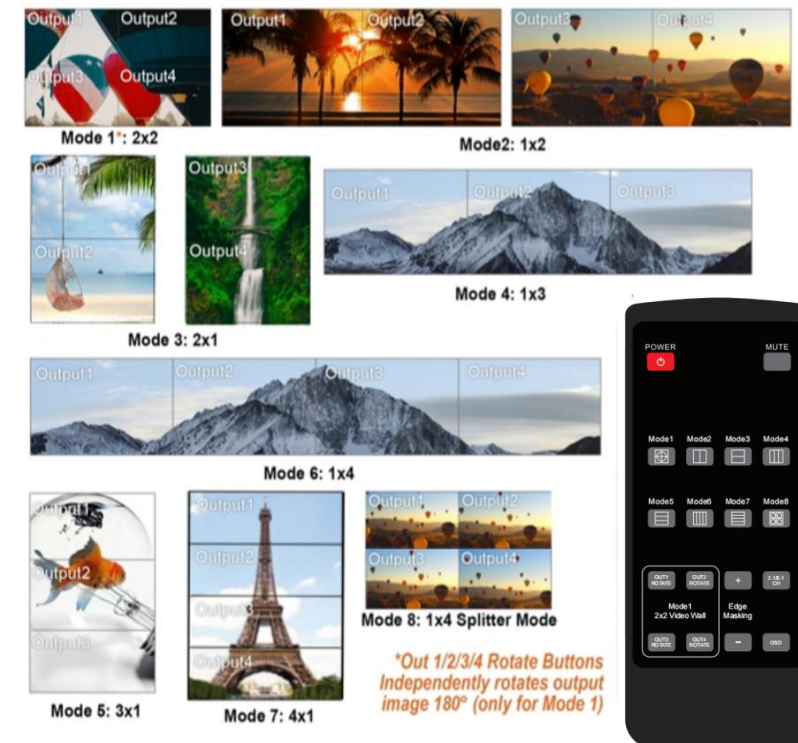 Output1 Output2
Output3 Output4
Mode 1*: 2x2
Output1 Output2
Output3 Output4
Mode2: 1x2
Output1
Output2
Output3
Output4
Mode 3: 2x1
Output1 Output2 Output3
Mode 4: 1x3
Output1 Output2 Output3 Output4
Mode 6: 1x4
Output1
Output2
Output3
Mode 5: 3x1
Output1
Output2
Output3
Output4
Mode 7: 4x1
Output1 Output2
Output3 Output4
Mode 8: 1x4 Splitter Mode
*Out 1/2/3/4 Rotate Buttons
Independently rotates output
image 180° (only for Mode 1)
POWER MUTE
Mode1 Mode2 Mode3 Mode4
Mode5 Mode6 Mode7 Mode8
OUT1
ROTATE
OUT2
ROTATE
+
2.1/5.1
CH
Mode1
2x2 Video Wall
Edge
Masking
OUT3
ROTATE
OUT4
ROTATE
−
OSD